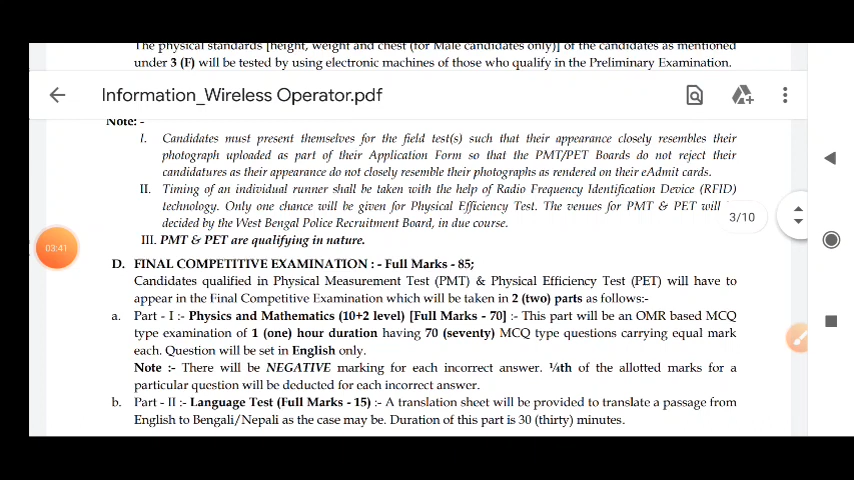 The physical standards [height, weight and chest (for Male candidates only)] of the candidates as mentioned
under 3 (F) will be tested by using electronic machines of those who qualify in the Preliminary Examination.
Information_Wireless Operator.pdf
Note: -
I. Candidates must present themselves for the field test(s) such that their appearance closely resembles their
photograph uploaded as part of their Application Form so that the PMT/PET Boards do not reject their
candidatures as their appearance do not closely resemble their photographs as rendered on their eAdmit cards.
II. Timing of an individual runner shall be taken with the help of Radio Frequency Identification Device (RFID)
technology. Only one chance will be given for Physical Efficiency Test. The venues for PMT & PET will
3/10
decided by the West Bengal Police Recruitment Board, in due course.
III. PMT & PET are qualifying in nature.
03:41
D. FINAL COMPETITIVE EXAMINATION : - Full Marks - 85;
Candidates qualified in Physical Measurement Test (PMT) & Physical Efficiency Test (PET) will have to
appear in the Final Competitive Examination which will be taken in 2 (two) parts as follows:-
a. Part - I :- Physics and Mathematics (10+2 level) [Full Marks - 70] :- This part will be an OMR based MCQ
type examination of 1 (one) hour duration having 70 (seventy) MCQ type questions carrying equal mark
each. Question will be set in English only.
Note :- There will be NEGATIVE marking for each incorrect answer. ¼th of the allotted marks for a
particular question will be deducted for each incorrect answer.
b. Part - II :- Language Test (Full Marks - 15) :- A translation sheet will be provided to translate a passage from
English to Bengali/Nepali as the case may be. Duration of this part is 30 (thirty) minutes.